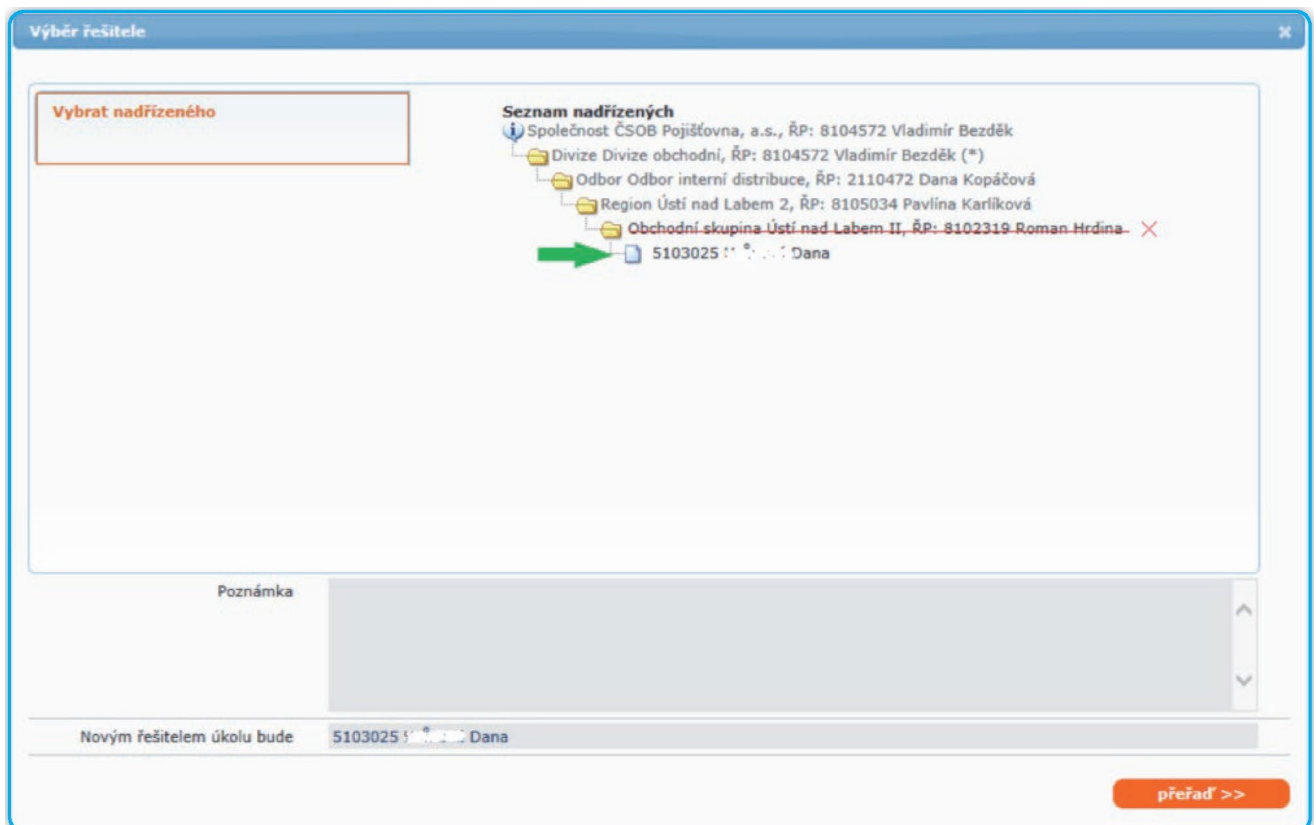 Výběr řešitele
Vybrat nadřízeného
Seznam nadřízených
Společnost ČSOB Pojišťovna, a.s., ŘP: 8104572 Vladimír Bezděk
Divize Divize obchodní, ŘP: 8104572 Vladimír Bezděk (*)
Odbor Odbor interní distribuce, ŘP: 2110472 Dana Kopáčová
Region Ústí nad Labem 2, ŘP: 8105034 Pavlína Karlíková
Obchodní skupina Ústí nad Labem II, ŘP: 8102319 Roman Hrdina
5103025 Dana
Poznámka
Novým řešitelem úkolu bude 5103025 Dana
přeřaď >>